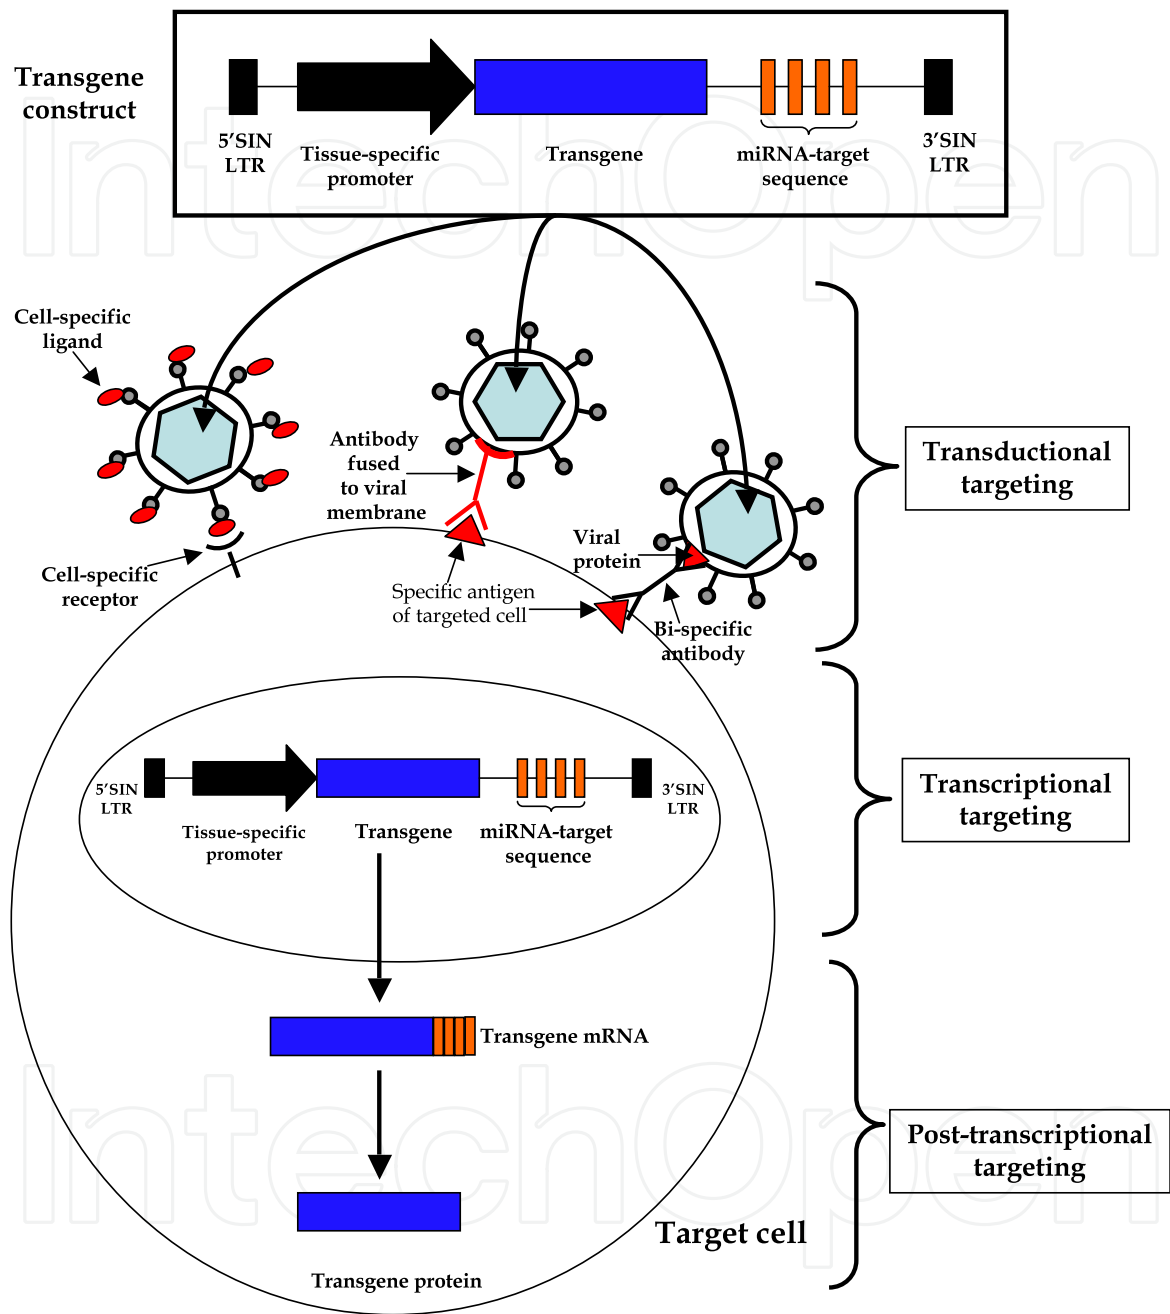 Transgene
construct
5'SIN
LTR
Tissue-specific
promoter
Transgene
miRNA-target
sequence
3'SIN
LTR
IntechOpen
Cell-specific
ligand
Antibody
fused
to viral
membrane
Viral
protein
Cell-specific
receptor
Specific antigen
of targeted cell
Bi-specific
antibody
Transductional
targeting
5'SIN
LTR
Tissue-specific
promoter
Transgene
miRNA-target
sequence
3'SIN
LTR
Transcriptional
targeting
Transgene mRNA
Post-transcriptional
targeting
IntechOpen
Target cell
Transgene protein